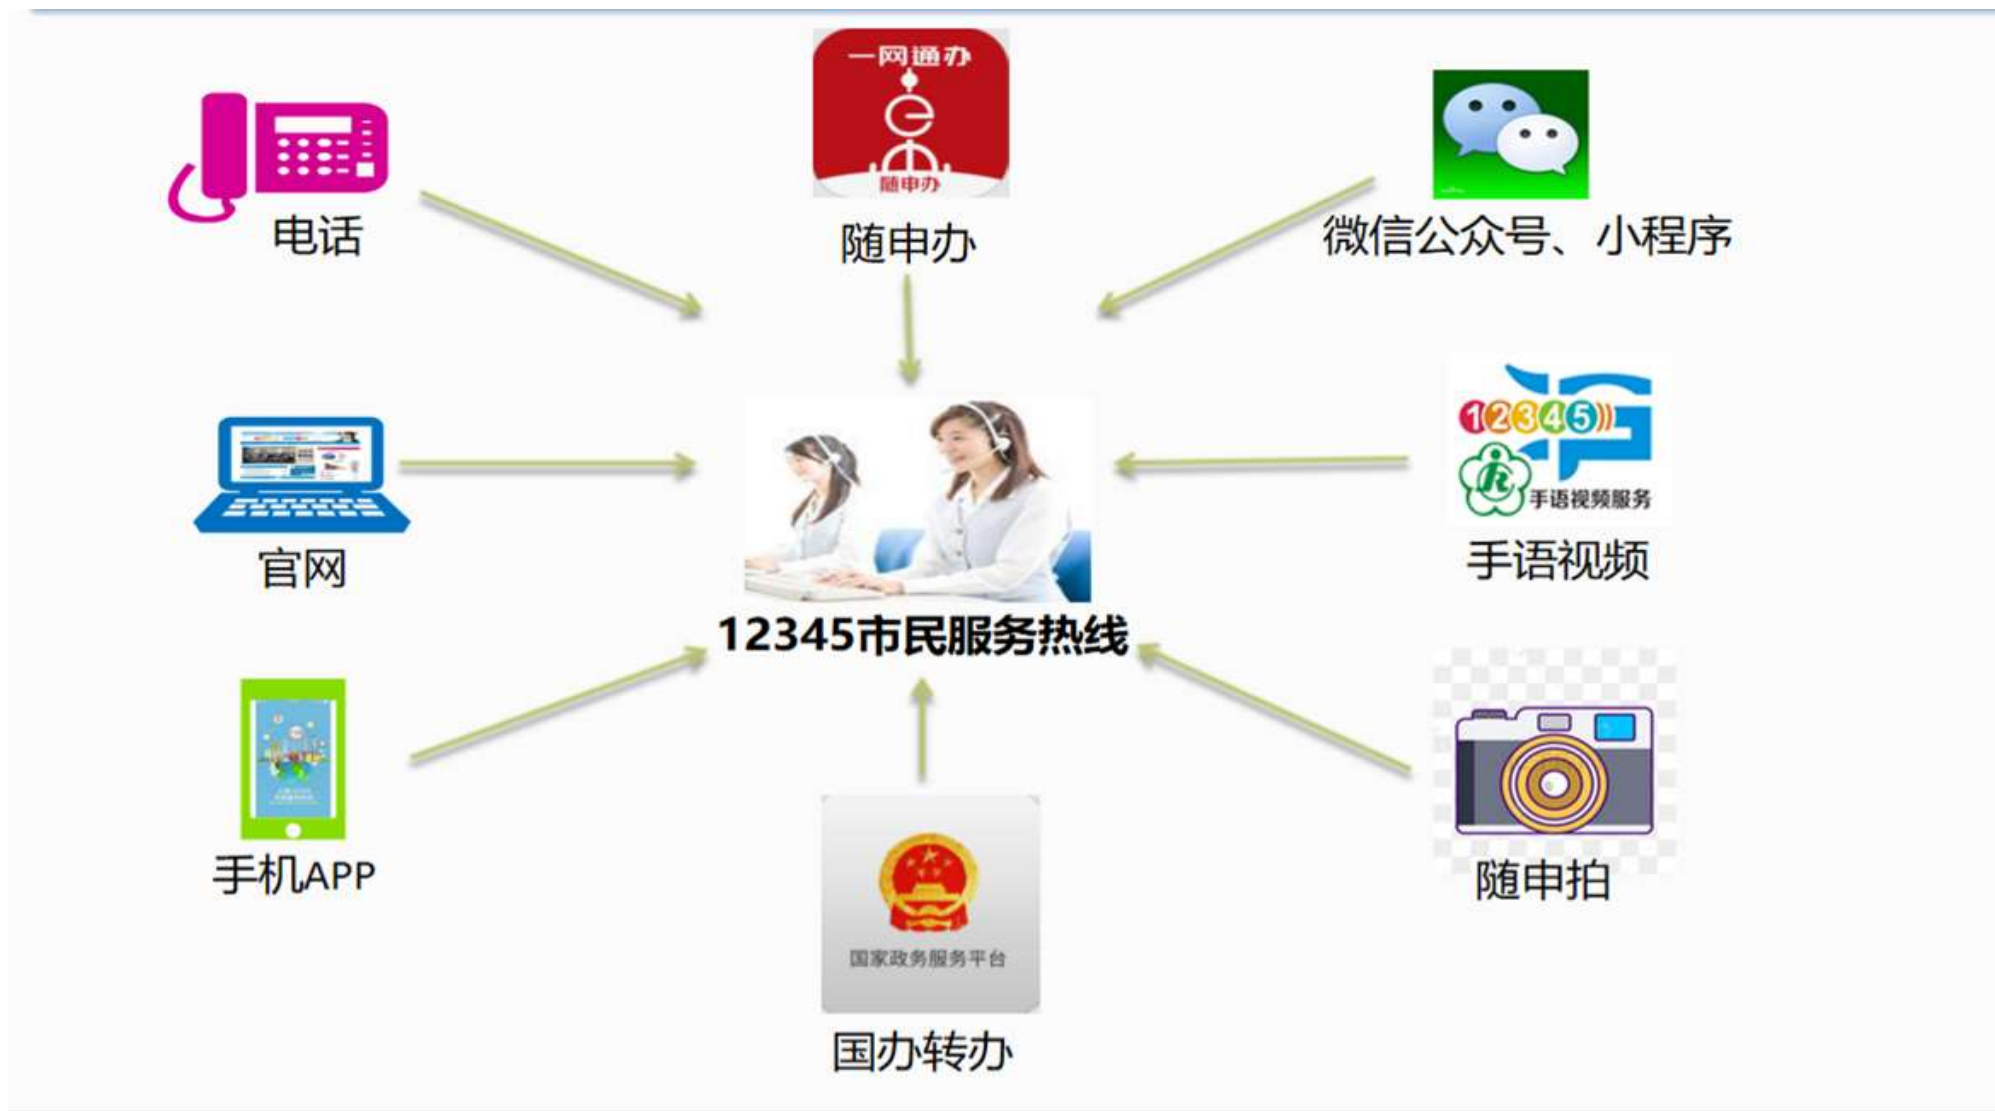 一网通办
随申办
随申办
电话
微信公众号、小程序
12345
手语视频服务
手语视频
官网
12345市民服务热线
手机APP
随申拍
国家政务服务平台
国办转办